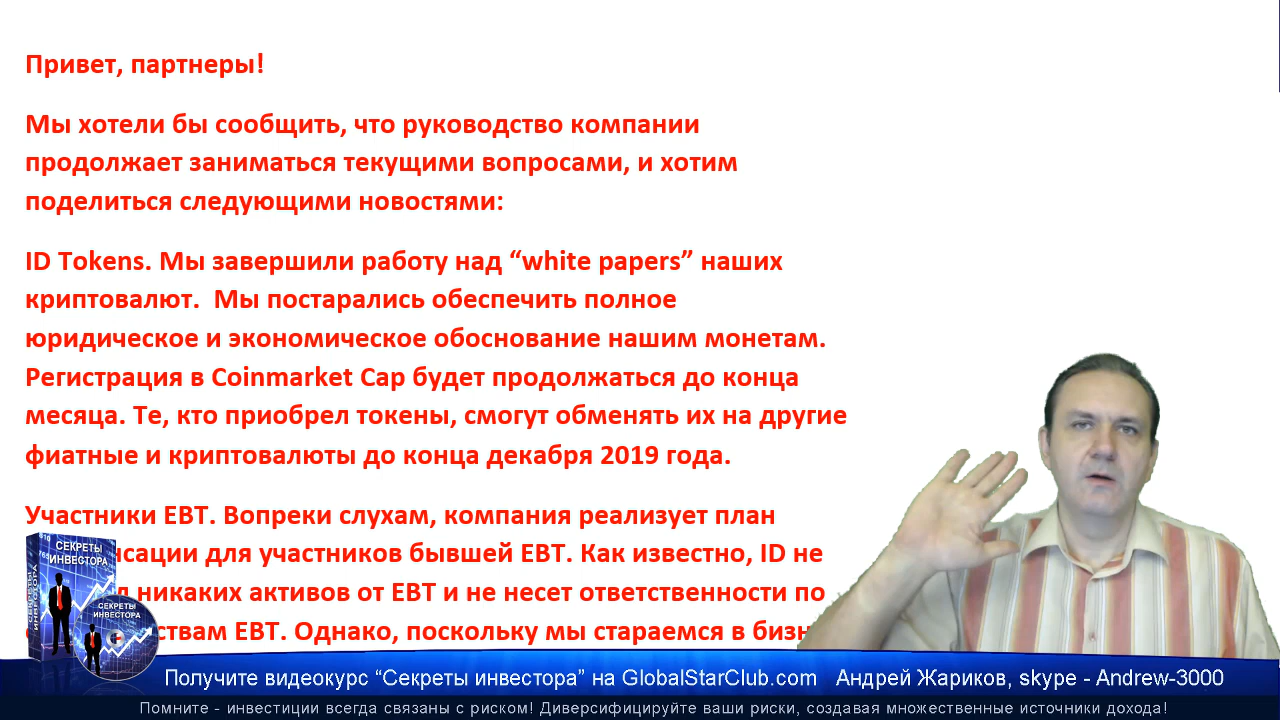 Привет, партнеры!
Мы хотели бы сообщить, что руководство компании
продолжает заниматься текущими вопросами, и хотим
поделиться следующими новостями:
ID Tokens. Мы завершили работу над “white papers” наших
криптовалют.  Мы постарались обеспечить полное
юридическое и экономическое обоснование нашим монетам.
Регистрация в Coinmarket Cap будет продолжаться до конца
месяца. Те, кто приобрел токены, смогут обменять их на другие
фиатные и криптовалюты до конца декабря 2019 года.
Участники ЕВТ. Вопреки слухам, компания реализует план
нсации для участников бывшей ЕВТ. Как известно, ID не
никаких активов от ЕВТ и не несет ответственности по
ствам ЕВТ. Однако, поскольку мы стараемся в бизн
СЕКРЕТЫ
ИНВЕСТОРА
СЕКРЕТЫ
ИНВЕСТОРА
Получите видеокурс “Секреты инвестора” на GlobalStarClub.com   Андрей Жариков, skype - Andrew-3000
Помните - инвестиции всегда связаны с риском! Диверсифицируйте ваши риски, создавая множественные источники дохода!